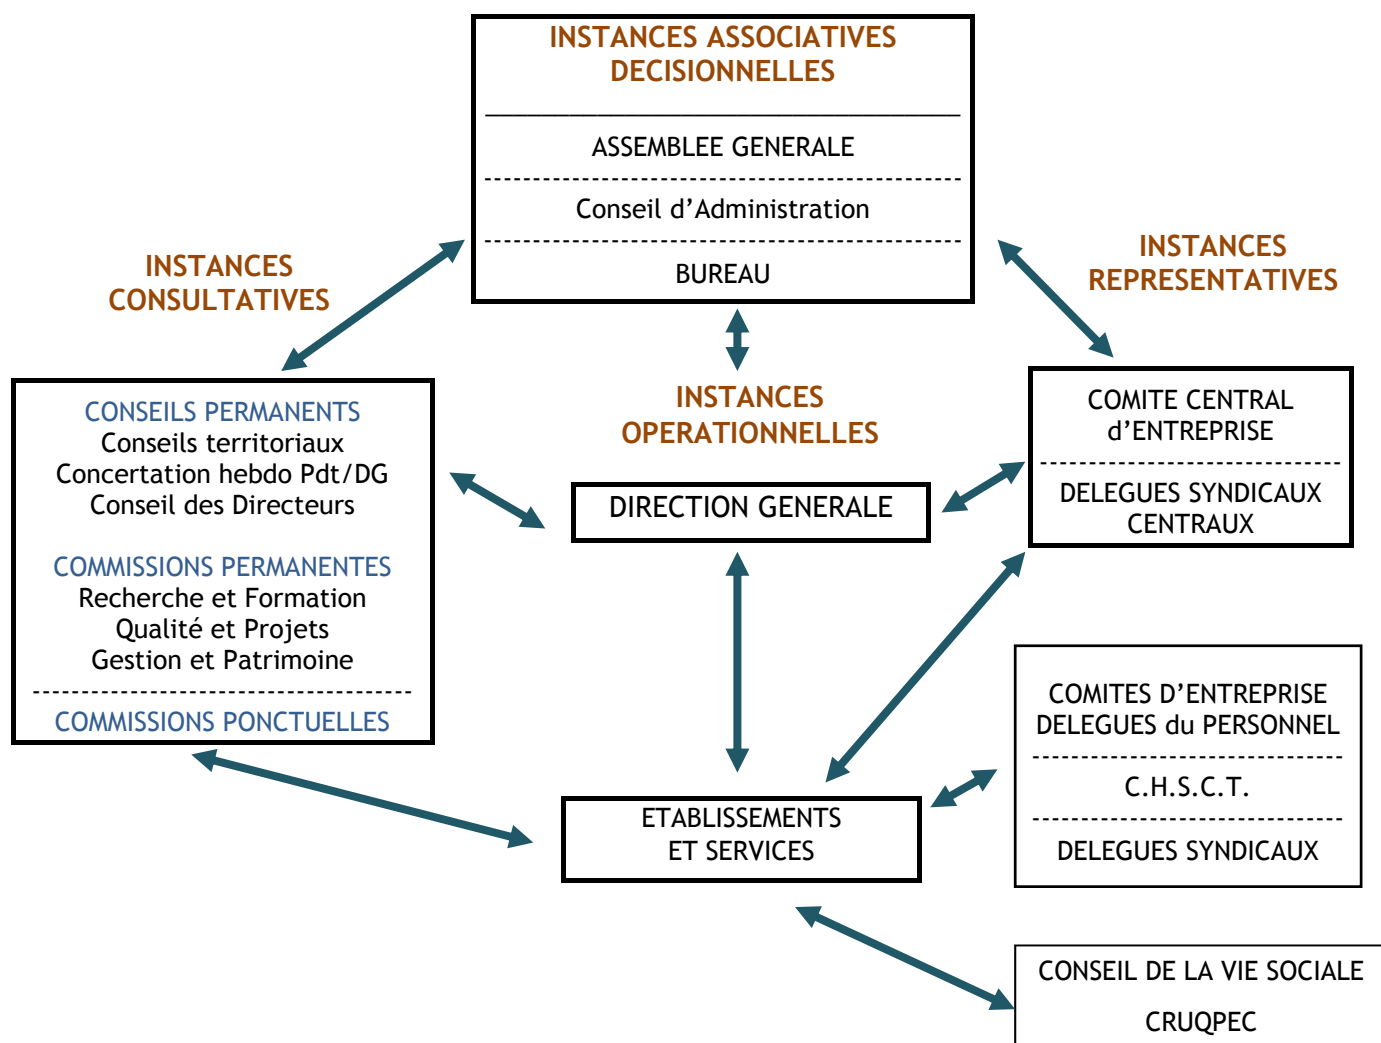 INSTANCES ASSOCIATIVES
DECISIONNELLES
ASSEMBLEE GENERALE
Conseil d’Administration
BUREAU
INSTANCES
CONSULTATIVES
INSTANCES
REPRESENTATIVES
CONSEILS PERMANENTS
Conseils territoriaux
Concertation hebdo Pdt/DG
Conseil des Directeurs
COMMISSIONS PERMANENTES
Recherche et Formation
Qualité et Projets
Gestion et Patrimoine
COMMISSIONS PONCTUELLES
INSTANCES
OPERATIONNELLES
DIRECTION GENERALE
COMITE CENTRAL
d’ENTREPRISE
DELEGUES SYNDICAUX
CENTRAUX
ETABLISSEMENTS
ET SERVICES
COMITES D’ENTREPRISE
DELEGUES du PERSONNEL
C.H.S.C.T.
DELEGUES SYNDICAUX
CONSEIL DE LA VIE SOCIALE
CRUQPEC